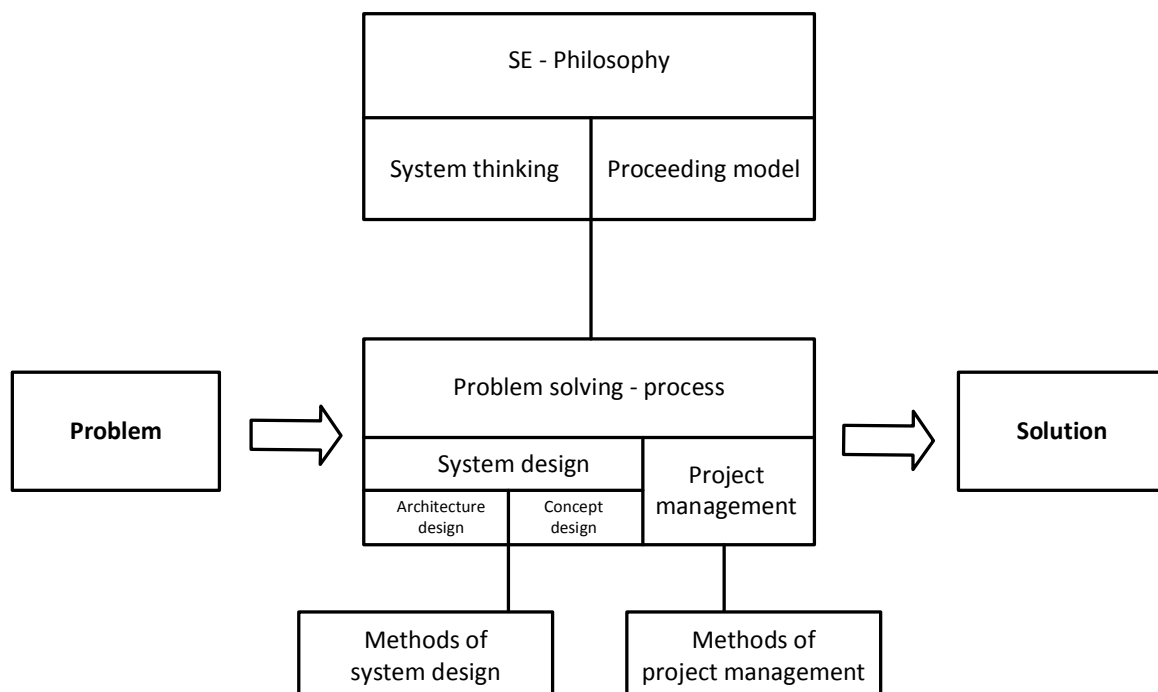 SE - Philosophy
System thinking
Proceeding model
Problem
Problem solving - process
Solution
System design
Project
management
Architecture
design
Concept
design
Methods of
system design
Methods of
project management